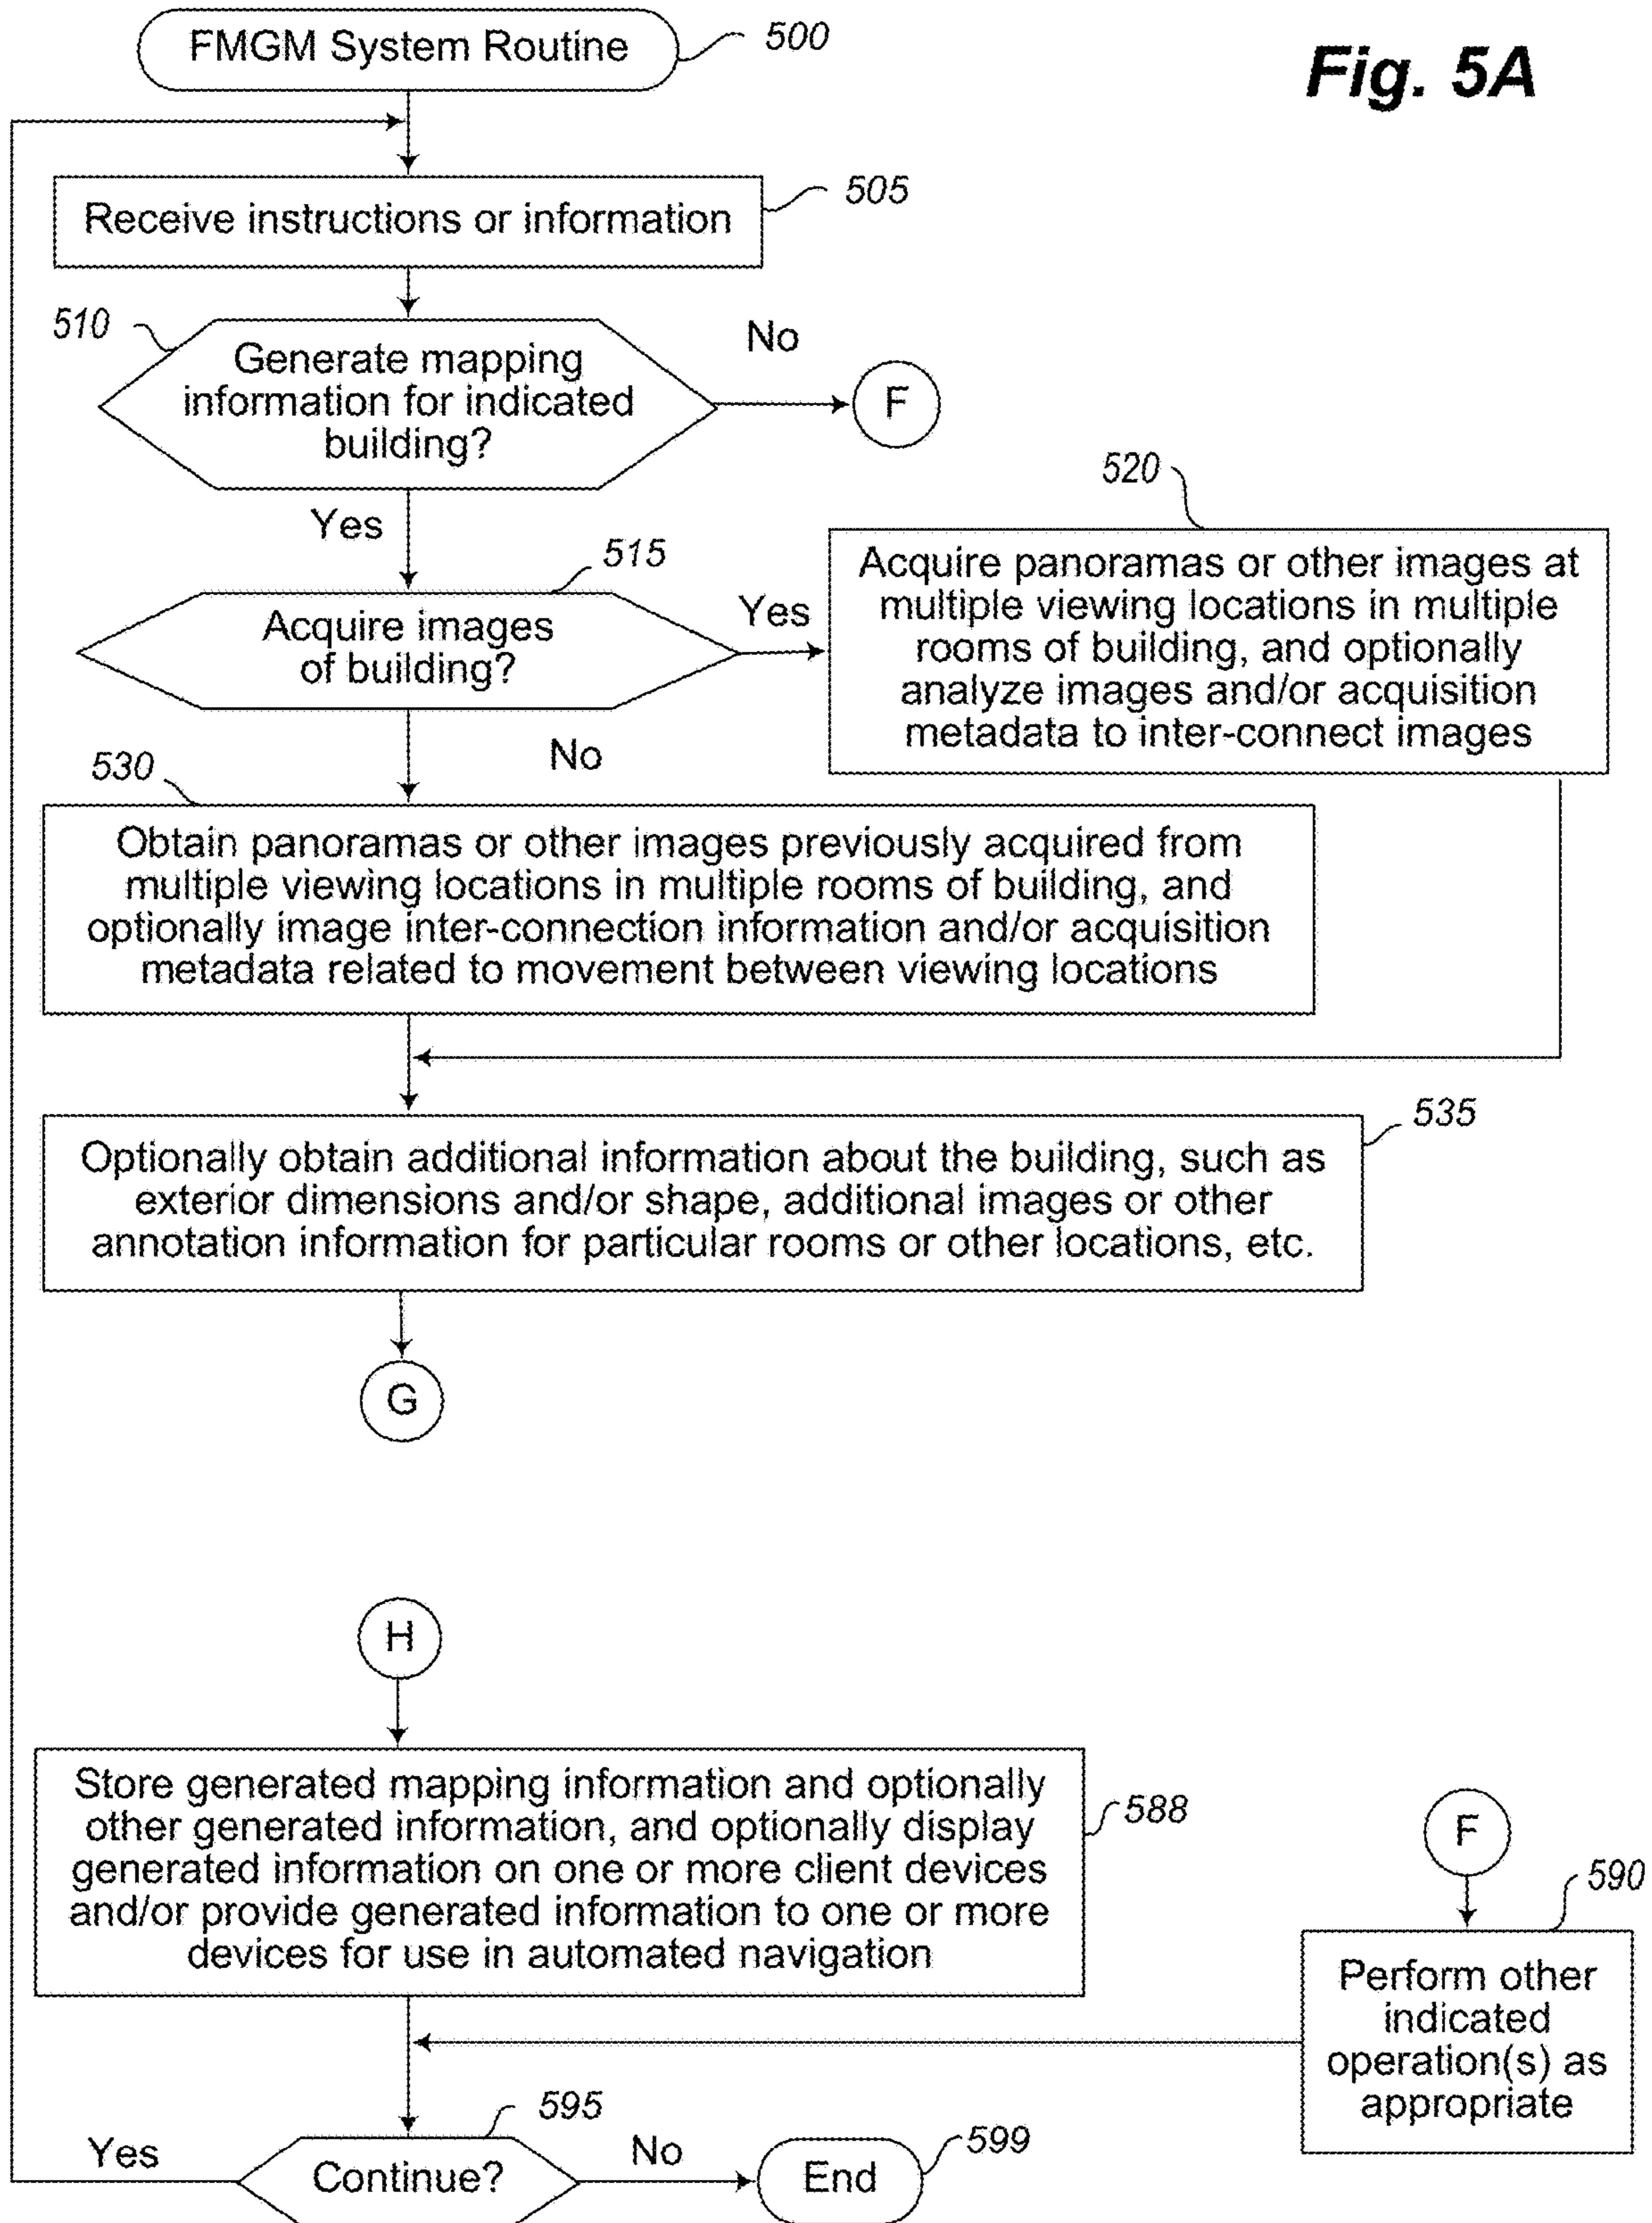 FMGM System Routine
500
Fig. 5A
Receive instructions or information
505
510
Generate mapping
information for indicated
building?
No
F
Yes
515
Acquire images
of building?
Yes
520
Acquire panoramas or other images at
multiple viewing locations in multiple
rooms of building, and optionally
analyze images and/or acquisition
metadata to inter-connect images
No
530
Obtain panoramas or other images previously acquired from
multiple viewing locations in multiple rooms of building, and
optionally image inter-connection information and/or acquisition
metadata related to movement between viewing locations
535
Optionally obtain additional information about the building, such as
exterior dimensions and/or shape, additional images or other
annotation information for particular rooms or other locations, etc.
G
H
Store generated mapping information and optionally
other generated information, and optionally display
generated information on one or more client devices
and/or provide generated information to one or more
devices for use in automated navigation
588
F
590
Perform other
indicated
operation(s) as
appropriate
595
Yes
Continue?
No
End
599